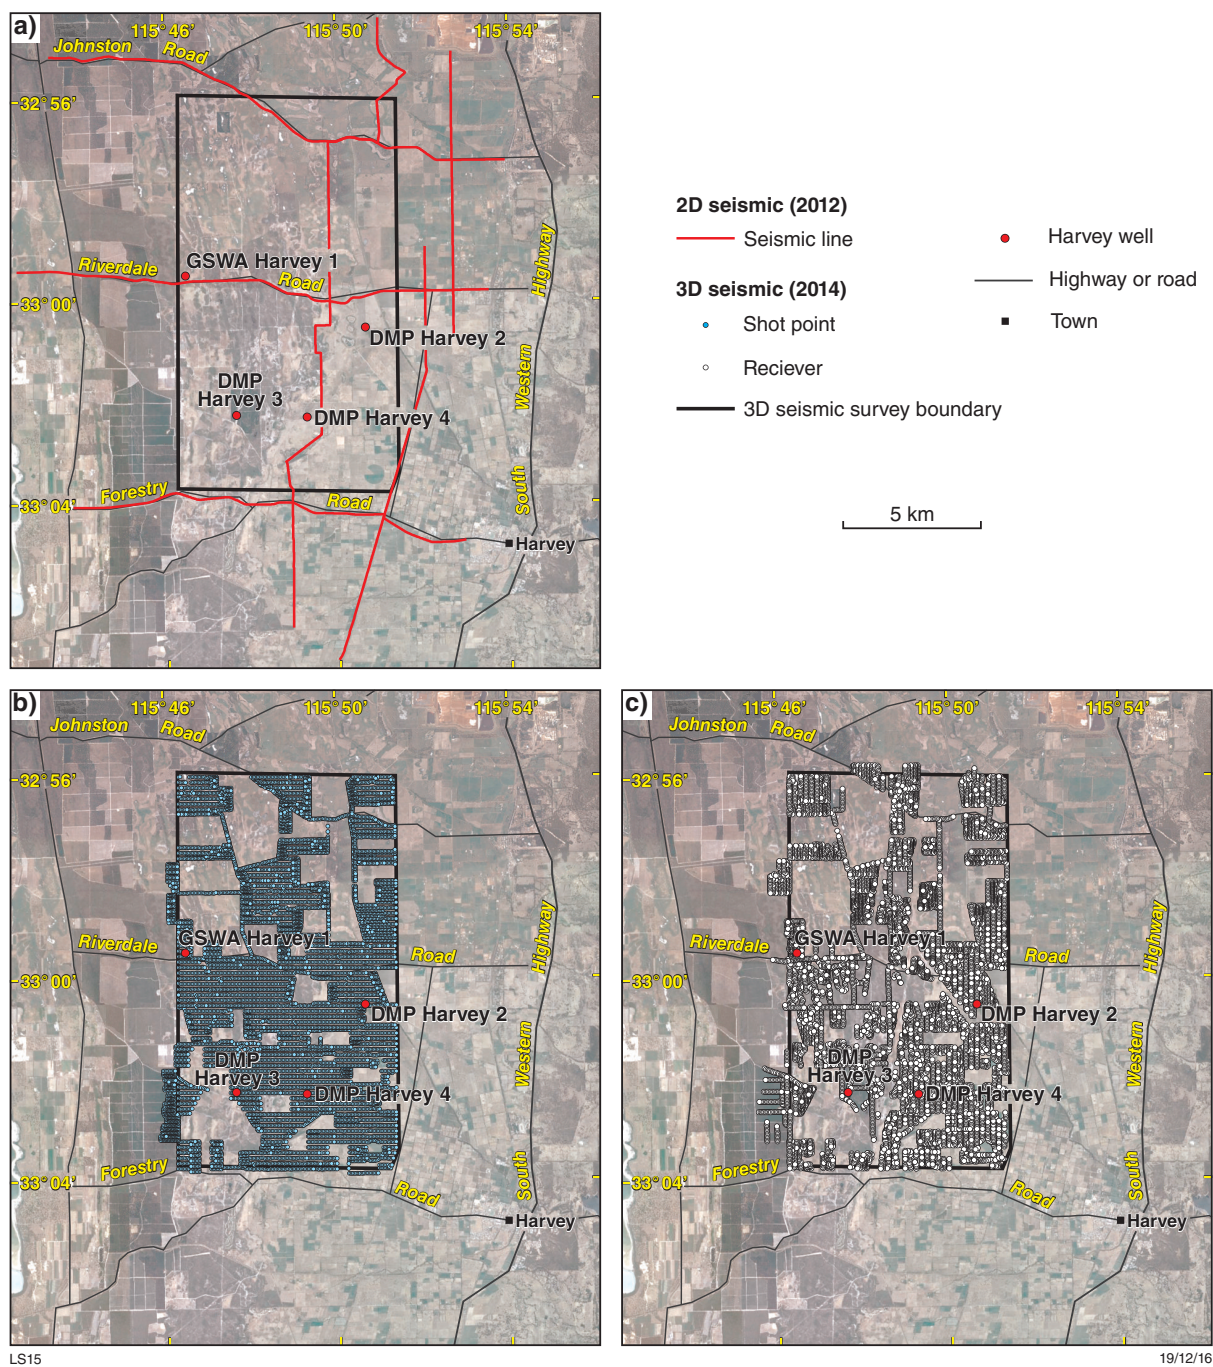 a)
115° 46'
115° 50'
115° 54'
Johnston Road
32° 56'
GSWA Harvey 1
Riverdale
Road
33° 00'
DMP Harvey 2
DMP
Harvey 3
DMP Harvey 4
Forestry
Road
33° 04'
Harvey
Highway
Western
South
2D seismic (2012)
Seismic line
3D seismic (2014)
Shot point
Reciever
3D seismic survey boundary
Harvey well
Highway or road
Town
5 km
b)
115° 46'
115° 50'
115° 54'
Johnston Road
32° 56'
GSWA Harvey 1
Riverdale
Road
33° 00'
DMP Harvey 2
DMP
Harvey 3
DMP Harvey 4
Forestry
Road
33° 04'
Harvey
Highway
Western
South
c)
115° 46'
115° 50'
115° 54'
Johnston Road
32° 56'
GSWA Harvey 1
Riverdale
Road
33° 00'
DMP Harvey 2
DMP
Harvey 3
DMP Harvey 4
Forestry
Road
33° 04'
Harvey
Highway
Western
South
LS15
19/12/16